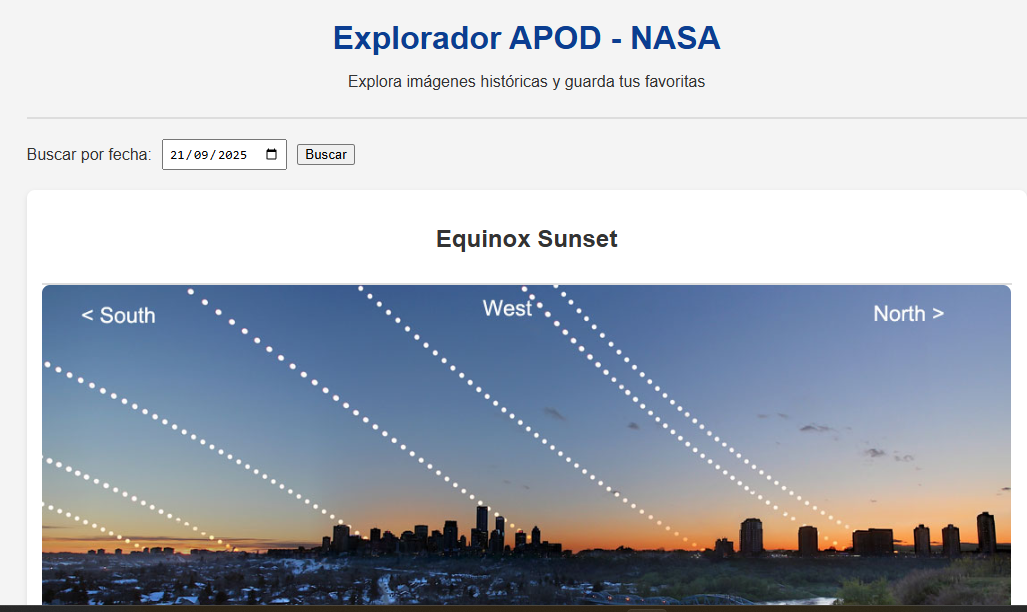 Explorador APOD - NASA
Explora imágenes históricas y guarda tus favoritas
Buscar por fecha: 21/09/2025 Buscar
Equinox Sunset
< South West North >